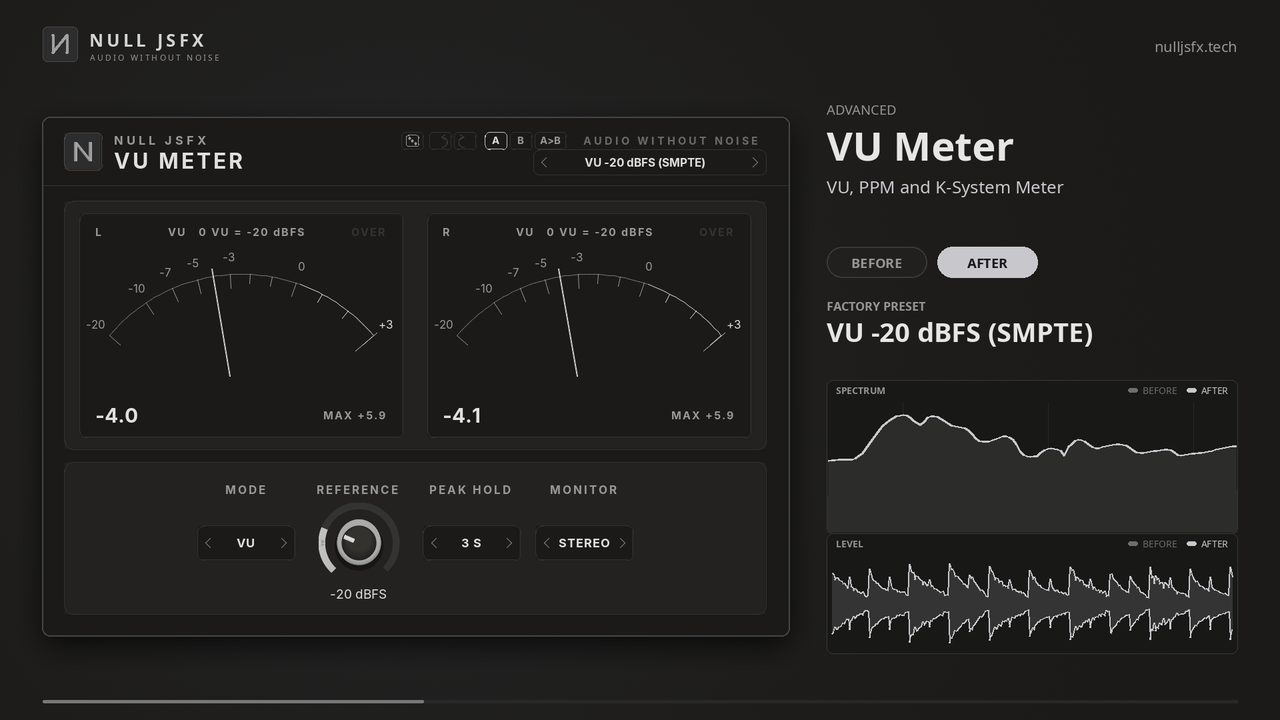 NULL JSFX
AUDIO WITHOUT NOISE
nulljsfx.tech
NULL JSFX
VU METER
A B A>B AUDIO WITHOUT NOISE
VU -20 dBFS (SMPTE)
L VU 0 VU = -20 dBFS OVER
-20 -10 -7 -5 -3 0 +3
-4.0 MAX +5.9
R VU 0 VU = -20 dBFS OVER
-20 -10 -7 -5 -3 0 +3
-4.1 MAX +5.9
MODE REFERENCE PEAK HOLD MONITOR
VU 3 S STEREO
-20 dBFS
ADVANCED
VU Meter
VU, PPM and K-System Meter
BEFORE AFTER
FACTORY PRESET
VU -20 dBFS (SMPTE)
SPECTRUM BEFORE AFTER
LEVEL BEFORE AFTER